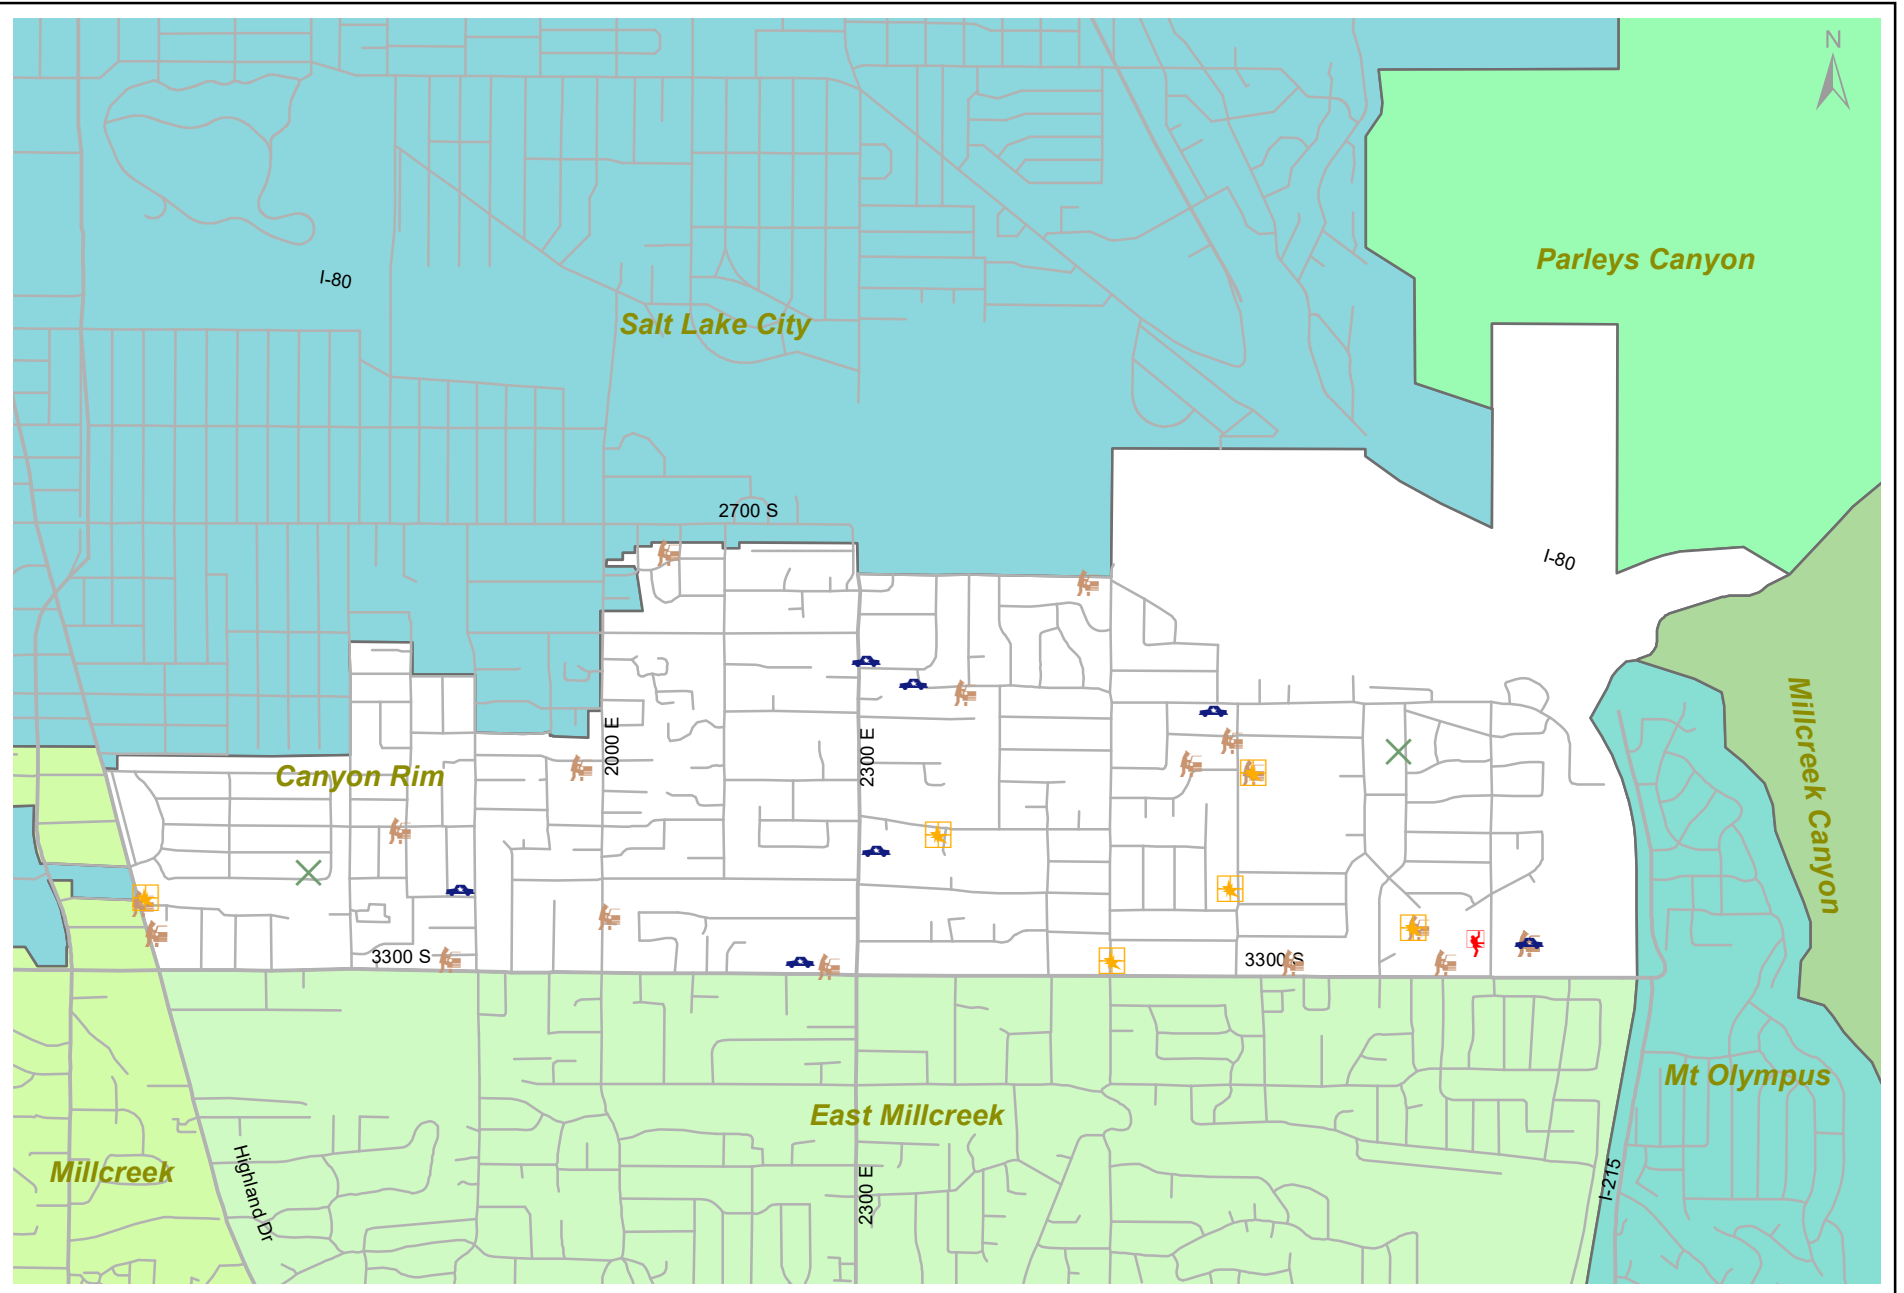 N
Parleys Canyon
I-80
Salt Lake City
2700 S
I-80
2000 E
2300 E
Canyon Rim
Millcreek Canyon
3300 S
3300 S
Mt Olympus
East Millcreek
Millcreek
Highland Dr
2300 E
I-215